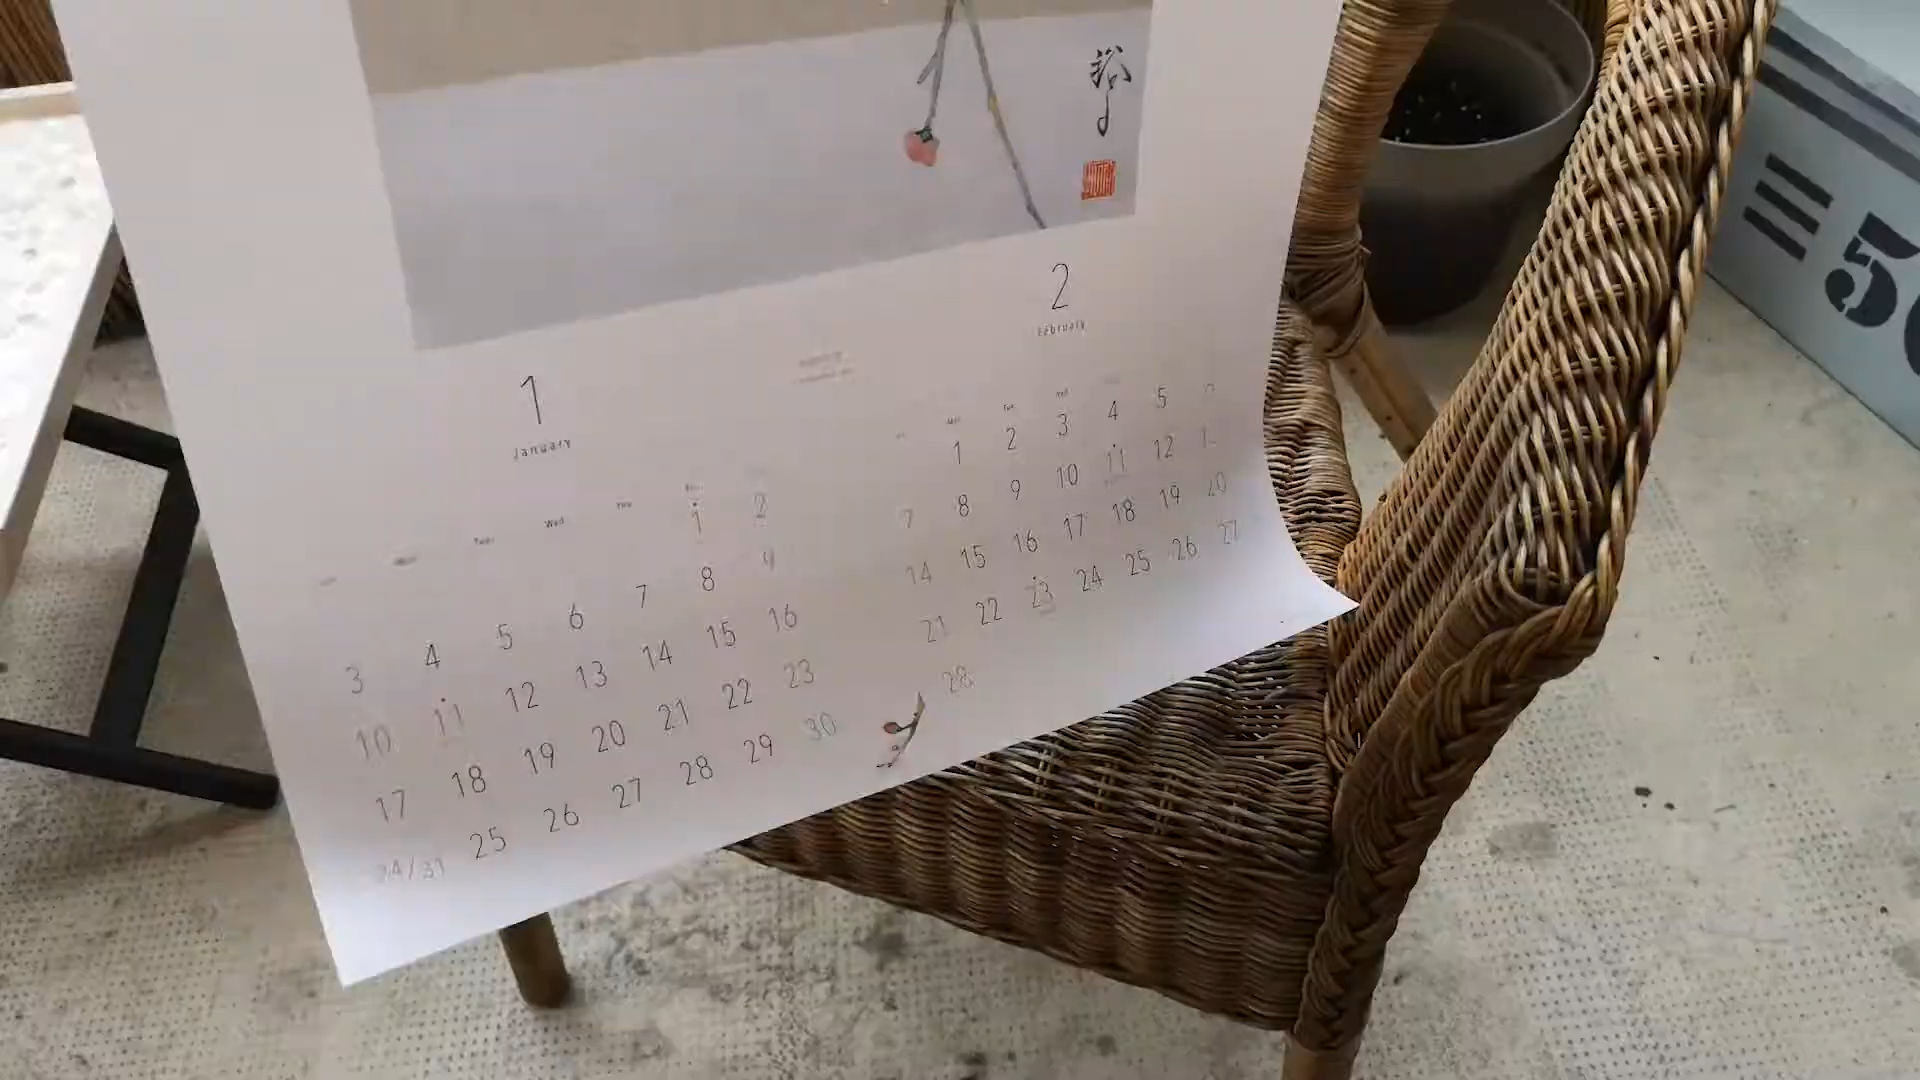 裕子
1
January
2
February
Wed
1 2
3 4 5 6 7 8 9
10 11 12 13 14 15 16
17 18 19 20 21 22 23
24/31 25 26 27 28 29 30
1 2 3 4 5
7 8 9 10 11 12
14 15 16 17 18 19 20
21 22 23 24 25 26 27
28